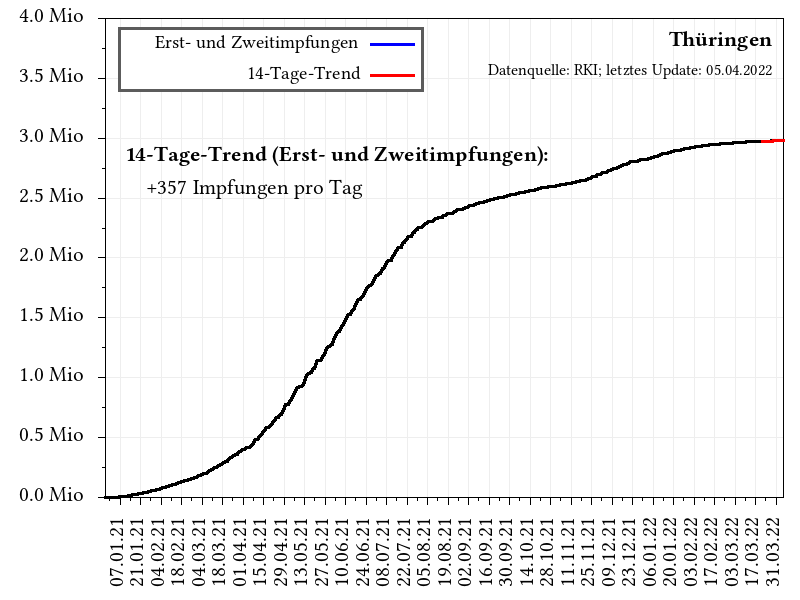 4.0 Mio
3.5 Mio
3.0 Mio
2.5 Mio
2.0 Mio
1.5 Mio
1.0 Mio
0.5 Mio
0.0 Mio
Erst- und Zweitimpfungen
14-Tage-Trend
Thüringen
Datenquelle: RKI; letztes Update: 05.04.2022
14-Tage-Trend (Erst- und Zweitimpfungen):
+357 Impfungen pro Tag
07.01.21
21.01.21
04.02.21
18.02.21
04.03.21
18.03.21
01.04.21
15.04.21
29.04.21
13.05.21
27.05.21
10.06.21
24.06.21
08.07.21
22.07.21
05.08.21
19.08.21
02.09.21
16.09.21
30.09.21
14.10.21
28.10.21
11.11.21
25.11.21
09.12.21
23.12.21
06.01.22
20.01.22
03.02.22
17.02.22
03.03.22
17.03.22
31.03.22